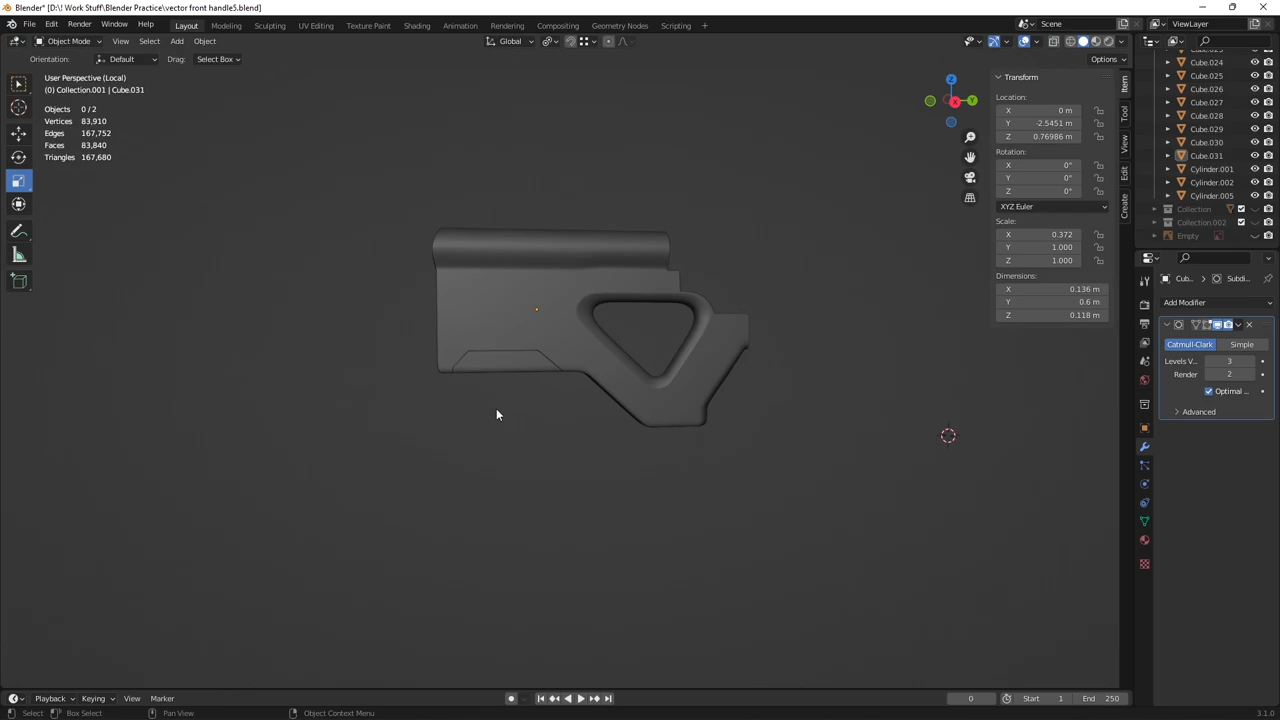 Blender* [D:\! Work Stuff\Blender Practice\vector front handle5.blend]
File Edit Render Window Help Layout Modeling Sculpting UV Editing Texture Paint Shading Animation Rendering Compositing Geometry Nodes Scripting + Scene ViewLayer
Object Mode View Select Add Object Global
Orientation: Default Drag: Select Box Options
User Perspective (Local)
(0) Collection.001 | Cube.031
Objects 0 / 2
Vertices 83,910
Edges 167,752
Faces 83,840
Triangles 167,680
Z
Y
X
Transform
Location:
X 0 m
Y -2.5451 m
Z 0.76986 m
Rotation:
X 0°
Y 0°
Z 0°
XYZ Euler
Scale:
X 0.372
Y 1.000
Z 1.000
Dimensions:
X 0.136 m
Y 0.6 m
Z 0.118 m
Item
Tool
View
Edit
Create
Cube.024
Cube.025
Cube.026
Cube.027
Cube.028
Cube.029
Cube.030
Cube.031
Cylinder.001
Cylinder.002
Cylinder.005
Collection
Collection.002
Empty
Cub... Subdi...
Add Modifier
Catmull-Clark Simple
Levels V... 3
Render 2
Optimal ...
Advanced
Playback Keying View Marker 0 Start 1 End 250
Select Box Select Pan View Object Context Menu 3.1.0